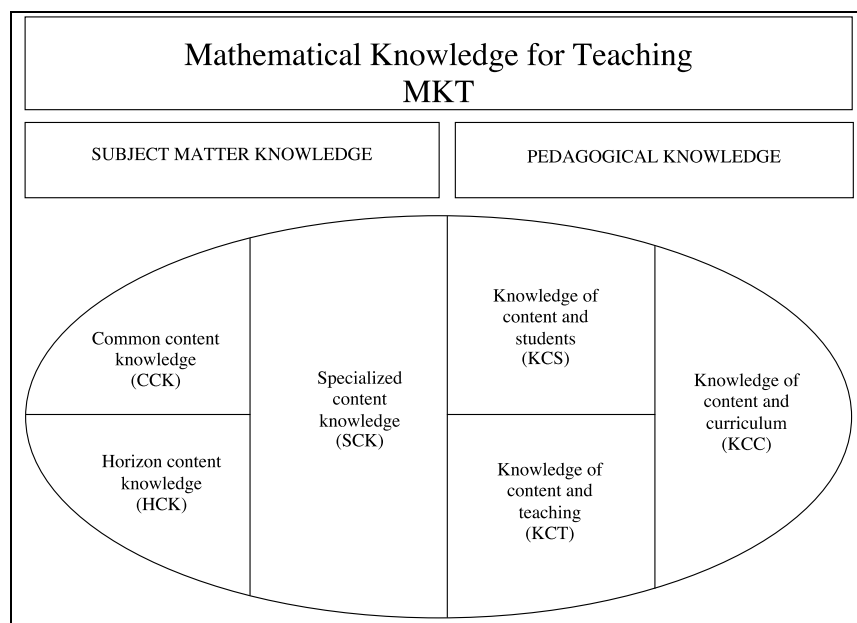 Mathematical Knowledge for Teaching
MKT
SUBJECT MATTER KNOWLEDGE
PEDAGOGICAL KNOWLEDGE
Common content
knowledge
(CCK)
Horizon content
knowledge
(HCK)
Specialized
content
knowledge
(SCK)
Knowledge of
content and
students
(KCS)
Knowledge of
content and
teaching
(KCT)
Knowledge of
content and
curriculum
(KCC)